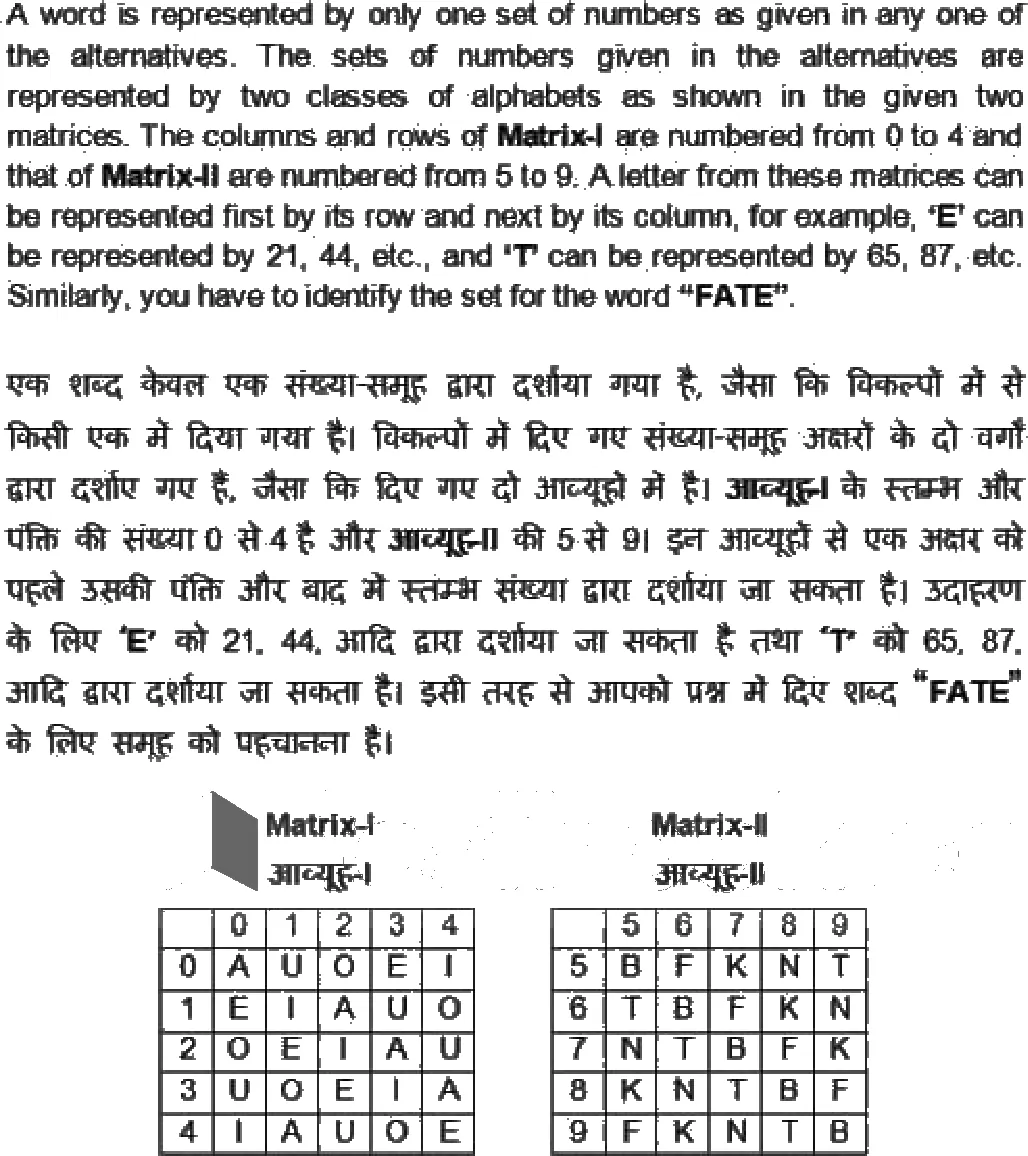 A word is represented by only one set of numbers as given in any one of
the alternatives. The sets of numbers given in the alternatives are
represented by two classes of alphabets as shown in the given two
matrices. The columns and rows of Matrix-I are numbered from 0 to 4 and
that of Matrix-II are numbered from 5 to 9. A letter from these matrices can
be represented first by its row and next by its column, for example, 'E' can
be represented by 21, 44, etc., and 'T' can be represented by 65, 87, etc.
Similarly, you have to identify the set for the word "FATE".
एक शब्द केवल एक संख्या-समूह द्वारा दर्शाया गया है, जैसा कि विकल्पों में से
किसी एक में दिया गया है। विकल्पों में दिए गए संख्या-समूह अक्षरों के दो वर्गों
द्वारा दर्शाए गए हैं, जैसा कि दिए गए दो आव्यूहों में है। आव्यूह-I के स्तम्भ और
पंक्ति की संख्या 0 से 4 है और आव्यूह-II की 5 से 9। इन आव्यूहों से एक अक्षर को
पहले उसकी पंक्ति और बाद में स्तम्भ संख्या द्वारा दर्शाया जा सकता है। उदाहरण
के लिए 'E' को 21, 44, आदि द्वारा दर्शाया जा सकता है तथा 'T' को 65, 87,
आदि द्वारा दर्शाया जा सकता है। इसी तरह से आपको प्रश्न में दिए शब्द "FATE"
के लिए समूह को पहचानना है।
Matrix-I Matrix-II
आव्यूह-I आव्यूह-II
0 1 2 3 4 5 6 7 8 9
0 A U O E I 5 B F K N T
1 E I A U O 6 T B F K N
2 O E I A U 7 N T B F K
3 U O E I A 8 K N T B F
4 I A U O E 9 F K N T B